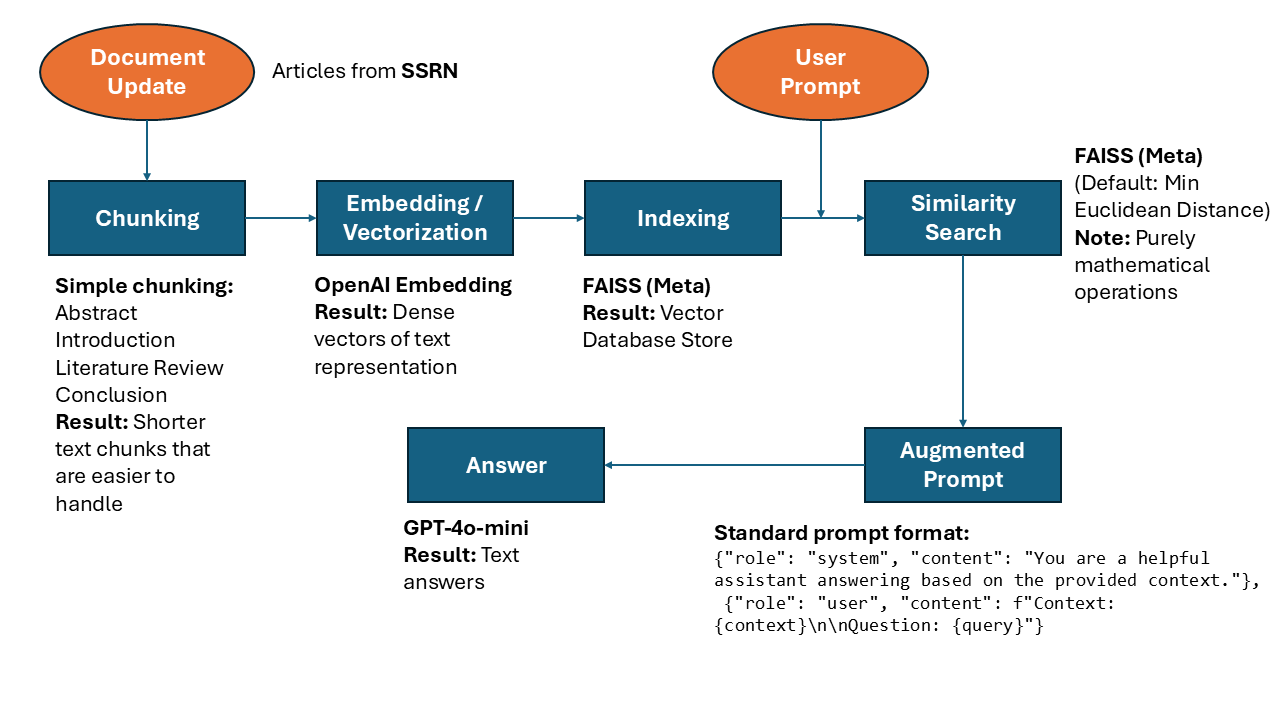 Document
Update
Articles from SSRN
User
Prompt
Chunking
Embedding /
Vectorization
Indexing
Similarity
Search
FAISS (Meta)
(Default: Min
Euclidean Distance)
Note: Purely
mathematical
operations
Simple chunking:
Abstract
Introduction
Literature Review
Conclusion
Result: Shorter
text chunks that
are easier to
handle
OpenAI Embedding
Result: Dense
vectors of text
representation
FAISS (Meta)
Result: Vector
Database Store
Answer
Augmented
Prompt
GPT-4o-mini
Result: Text
answers
Standard prompt format:
{"role": "system", "content": "You are a helpful
assistant answering based on the provided context."},
{"role": "user", "content": f"Context:
{context}\n\nQuestion: {query}"}